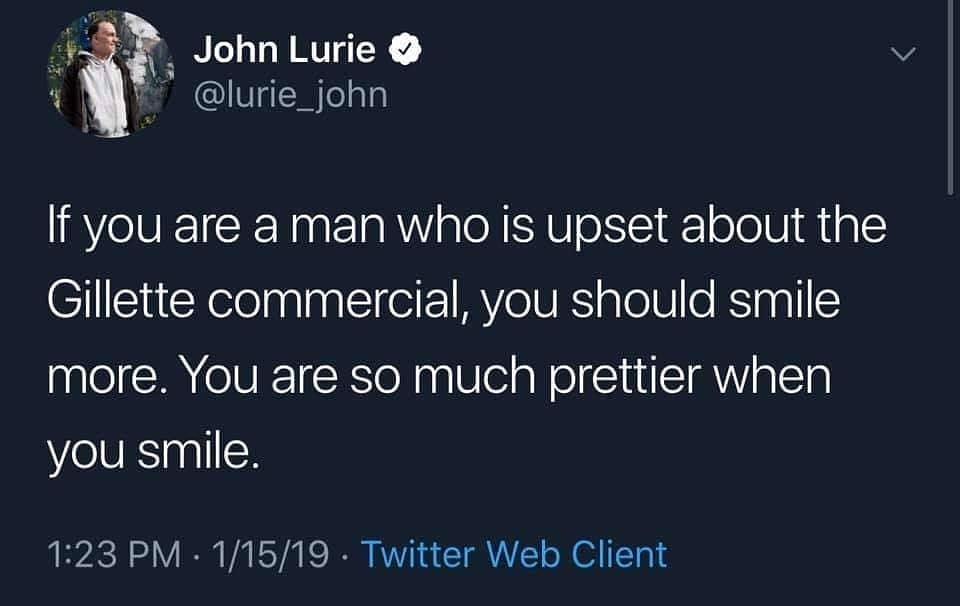 John Lurie
@lurie_john
If you are a man who is upset about the
Gillette commercial, you should smile
more. You are so much prettier when
you smile.
1:23 PM · 1/15/19 · Twitter Web Client